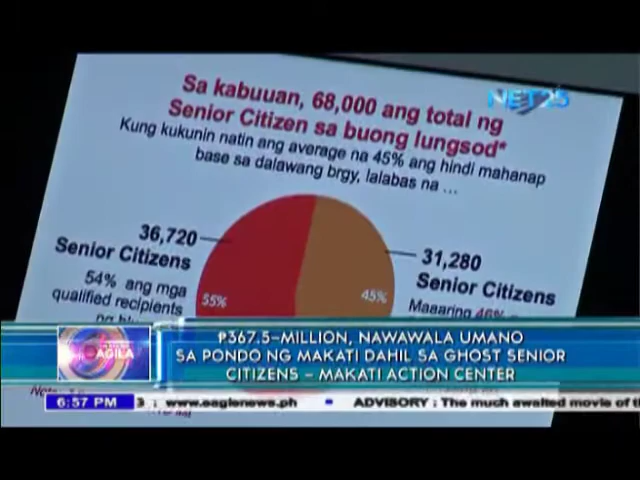 NET25
Sa kabuuan, 68,000 ang total ng
Senior Citizen sa buong lungsod*
Kung kukunin natin ang average na 45% ang hindi mahanap
base sa dalawang brgy, lalabas na ...
36,720
Senior Citizens
54% ang mga
qualified recipients
55%
45%
31,280
Senior Citizens
Maaaring 46%
AGILA
₱367.5-MILLION, NAWAWALA UMANO
SA PONDO NG MAKATI DAHIL SA GHOST SENIOR
CITIZENS – MAKATI ACTION CENTER
6:57 PM
3 : www.eaglenews.ph - ADVISORY : The much awaited movie of